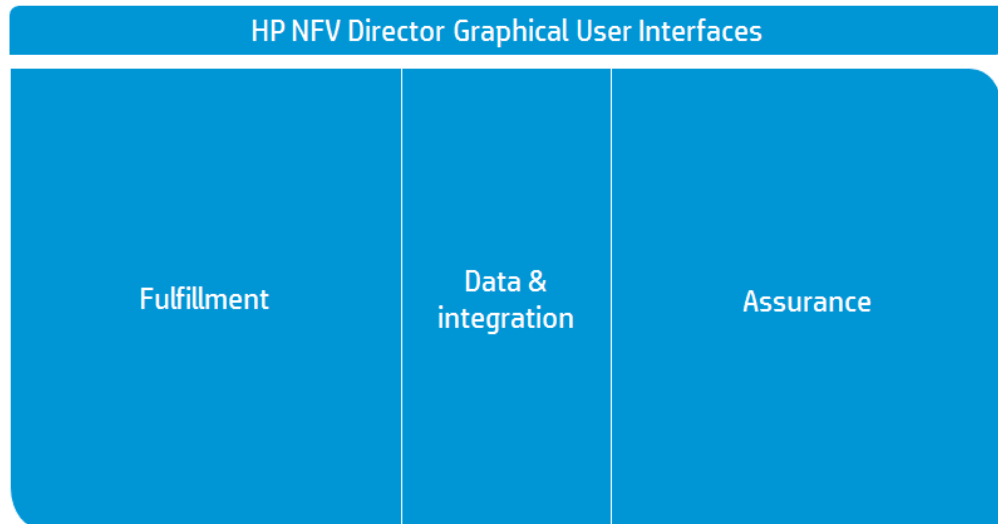 HP NFV Director Graphical User Interfaces
Fulfillment
Data &
integration
Assurance